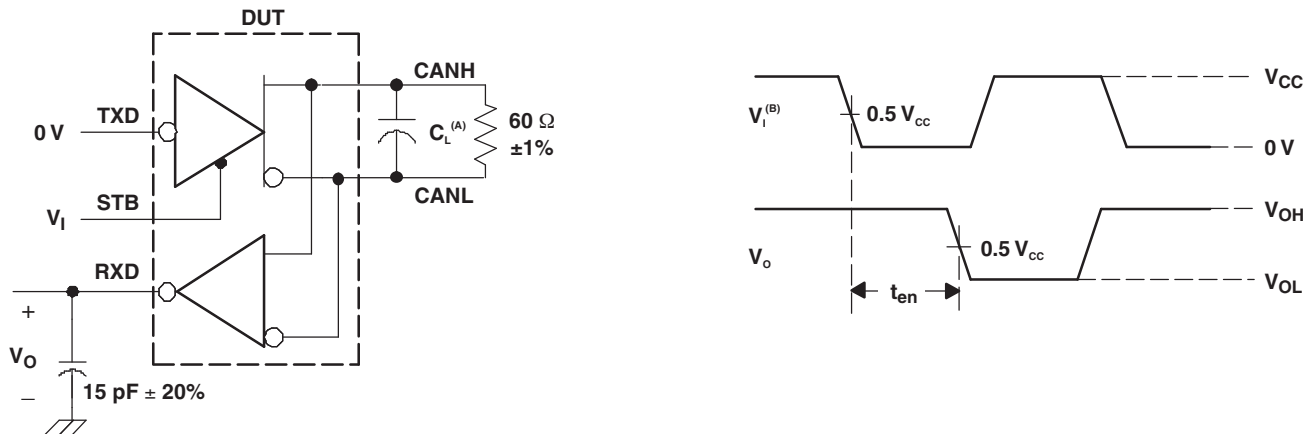 DUT
CANH
TXD
0 V
C_L^(A)
60 Ω
±1%
STB
CANL
V_I
RXD
+
V_O
–
15 pF ± 20%
V_CC
V_I^(B)
0.5 V_CC
0 V
V_OH
V_O
0.5 V_CC
V_OL
t_en